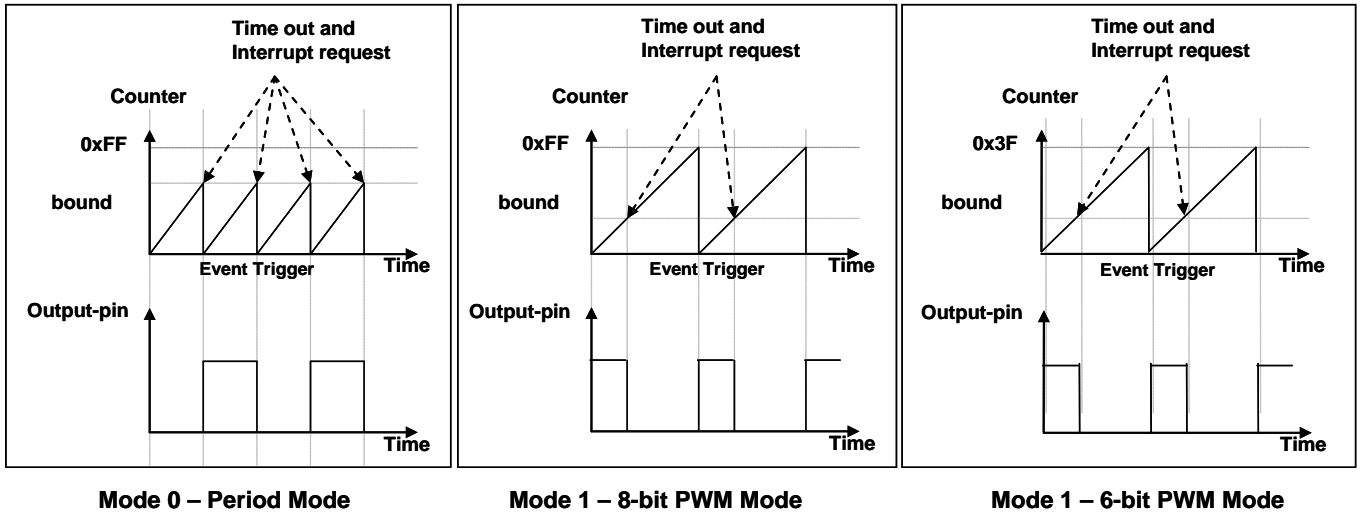 Time out and
Interrupt request
Counter
0xFF
bound
Event Trigger
Time
Output-pin
Time
Mode 0 – Period Mode
Time out and
Interrupt request
Counter
0xFF
bound
Event Trigger
Time
Output-pin
Time
Mode 1 – 8-bit PWM Mode
Time out and
Interrupt request
Counter
0x3F
bound
Event Trigger
Time
Output-pin
Time
Mode 1 – 6-bit PWM Mode